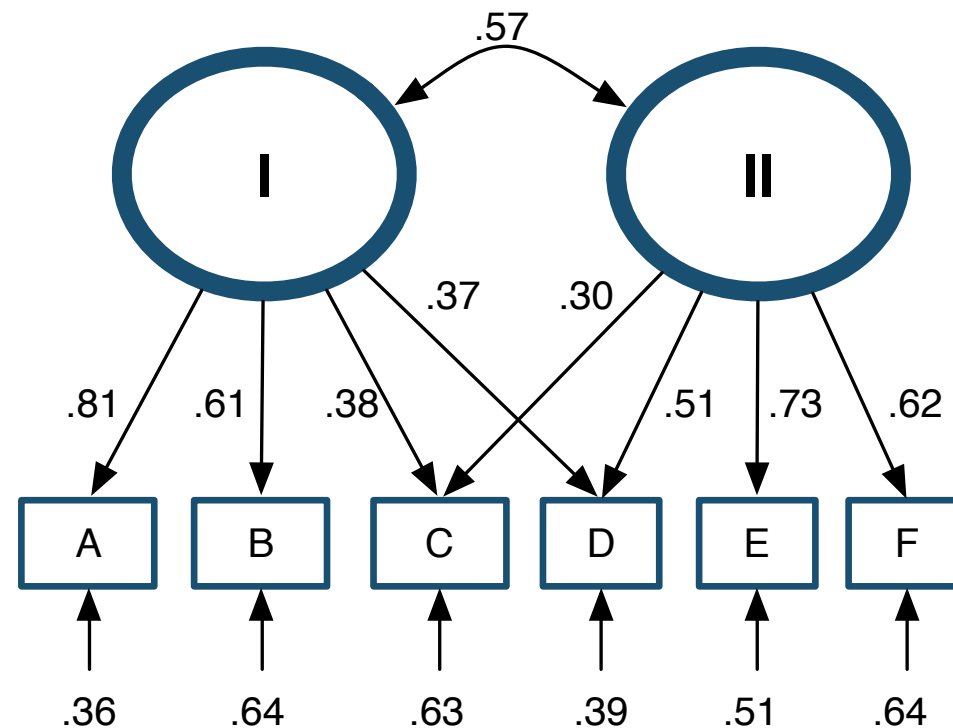 .57
I II
.37 .30
.81 .61 .38 .51 .73 .62
A B C D E F
.36 .64 .63 .39 .51 .64